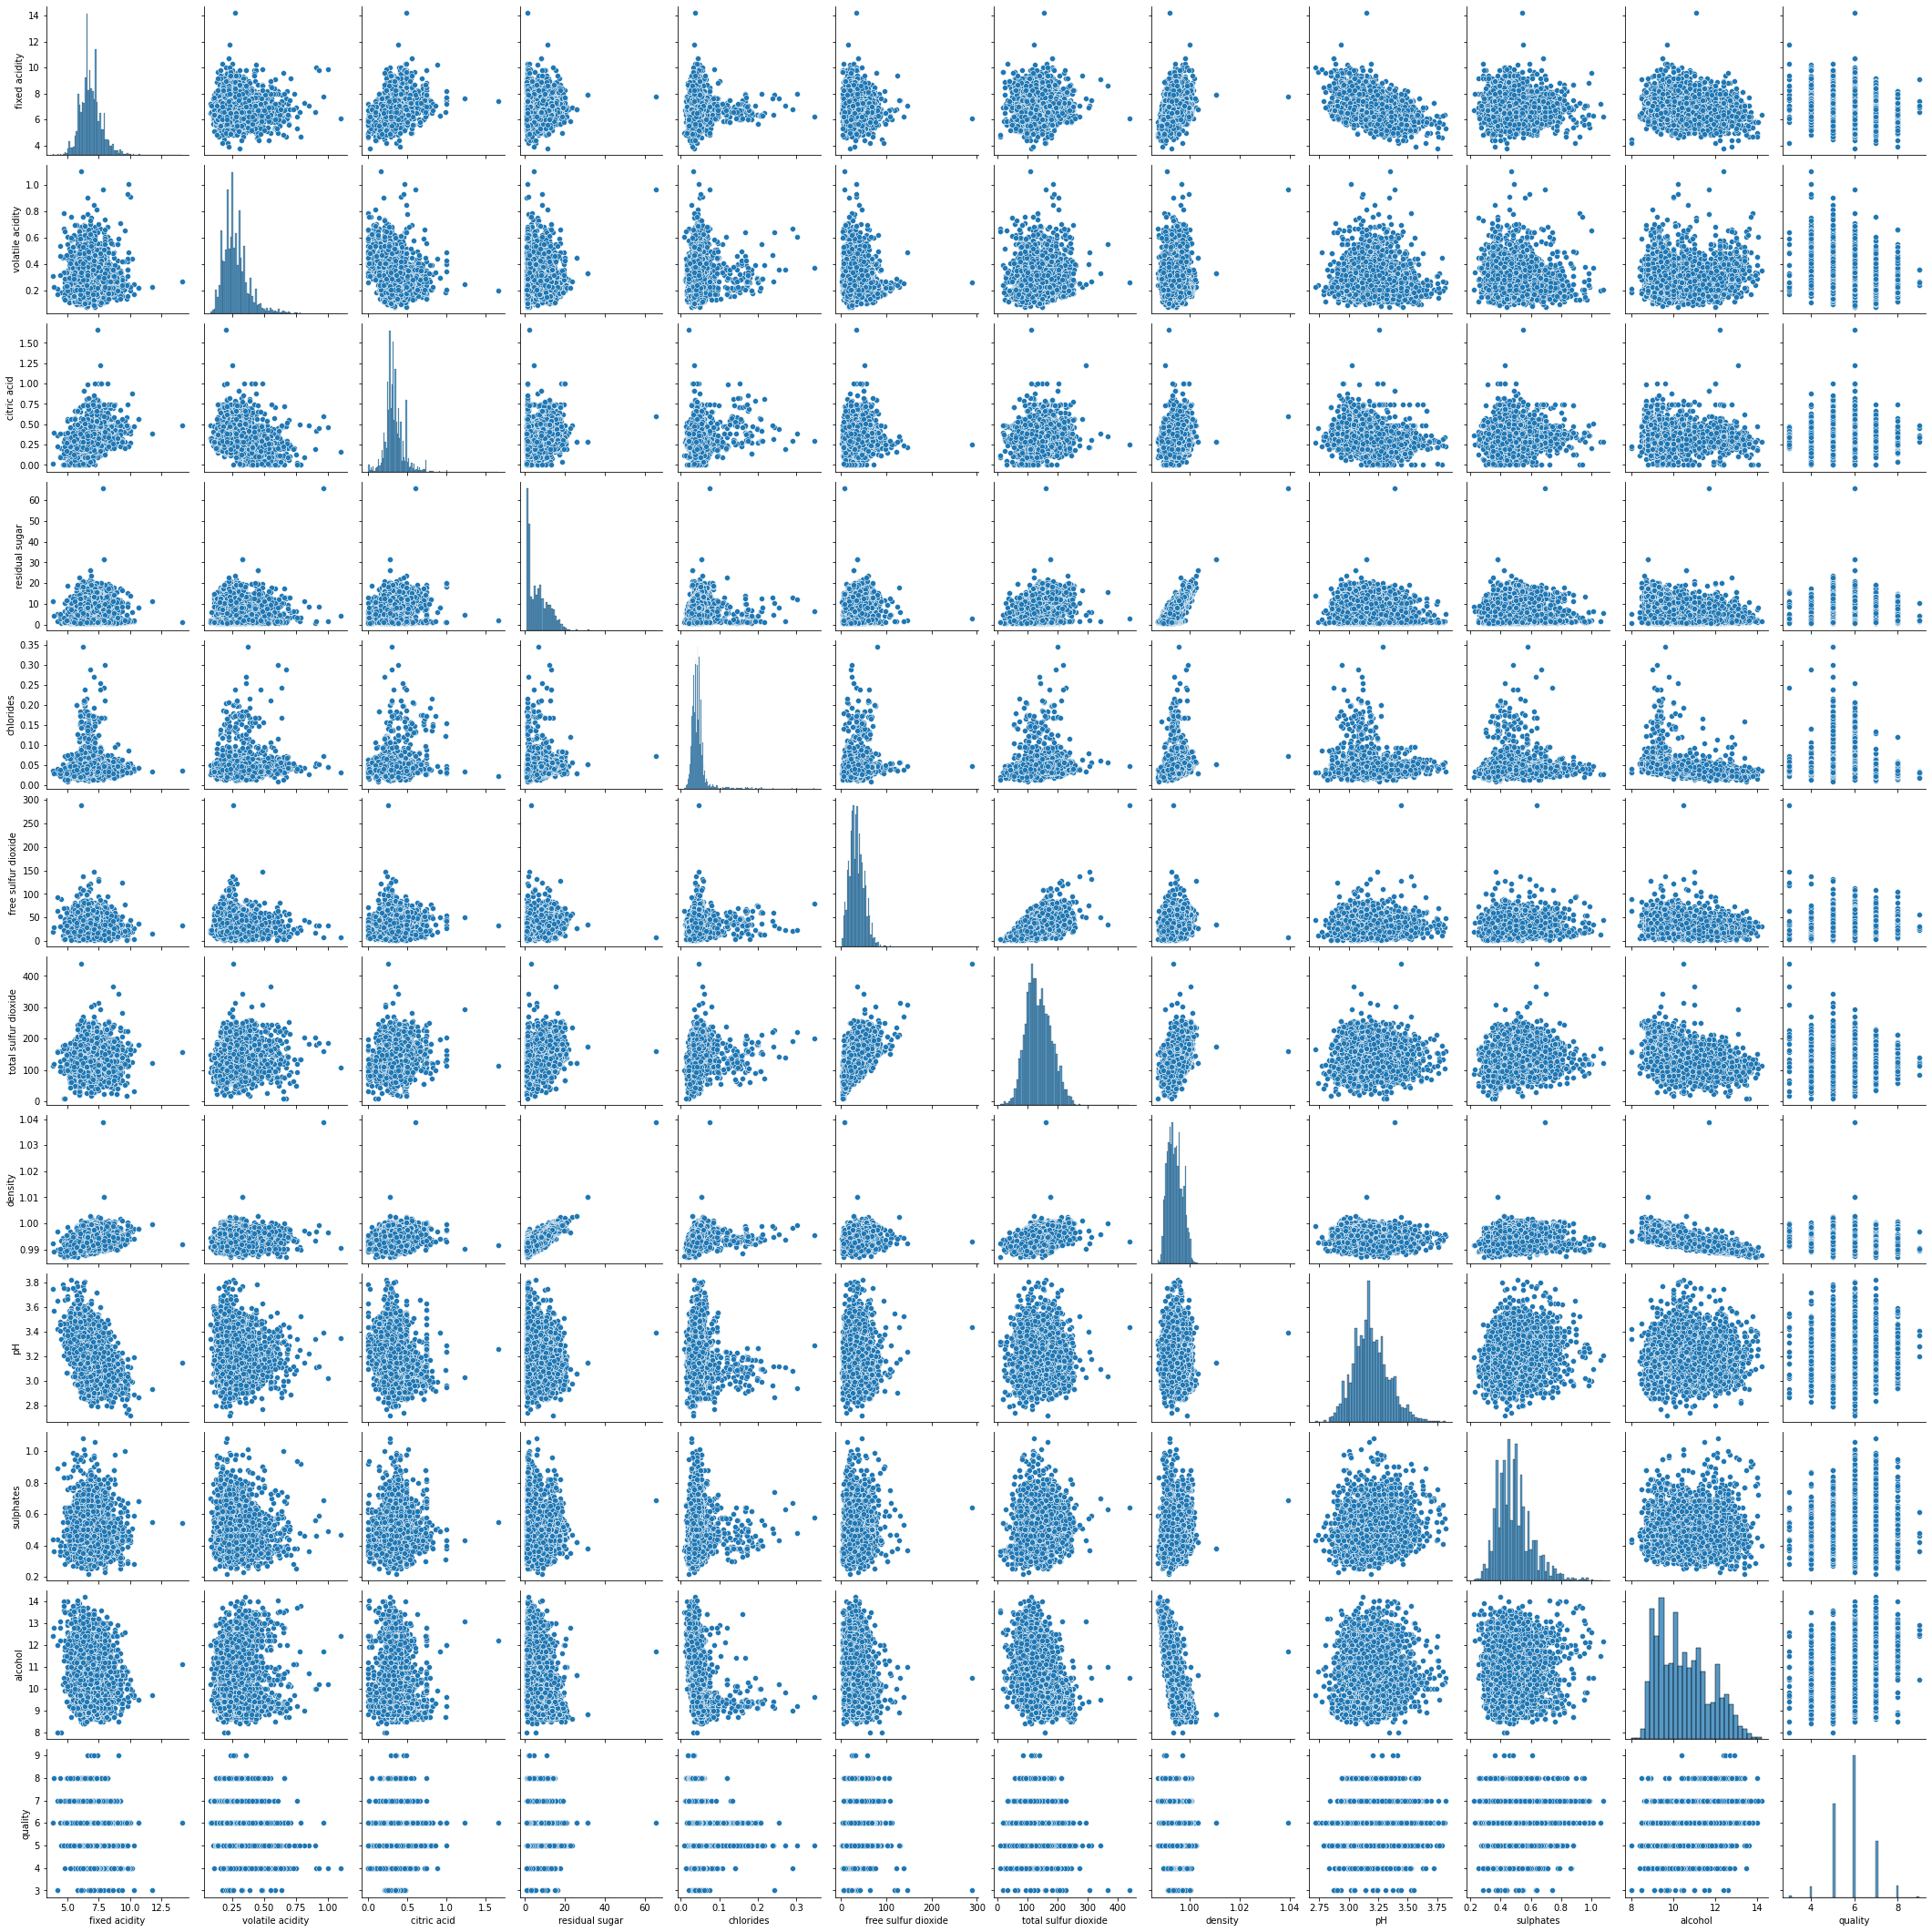 14
12
10
8
6
4
fixed acidity
1.0
0.8
0.6
0.4
0.2
volatile acidity
1.50
1.25
1.00
0.75
0.50
0.25
0.00
citric acid
60
50
40
30
20
10
0
residual sugar
0.35
0.30
0.25
0.20
0.15
0.10
0.05
0.00
chlorides
300
250
200
150
100
50
0
free sulfur dioxide
400
300
200
100
0
total sulfur dioxide
1.04
1.03
1.02
1.01
1.00
0.99
density
3.8
3.6
3.4
3.2
3.0
2.8
pH
1.0
0.8
0.6
0.4
0.2
sulphates
14
13
12
11
10
9
8
alcohol
9
8
7
6
5
4
3
quality
5.0 7.5 10.0 12.5
fixed acidity
0.25 0.50 0.75 1.00
volatile acidity
0.0 0.5 1.0 1.5
citric acid
0 20 40 60
residual sugar
0.0 0.1 0.2 0.3
chlorides
0 100 200 300
free sulfur dioxide
0 100 200 300 400
total sulfur dioxide
1.00 1.02 1.04
density
2.75 3.00 3.25 3.50 3.75
pH
0.2 0.4 0.6 0.8 1.0
sulphates
8 10 12 14
alcohol
4 6 8
quality